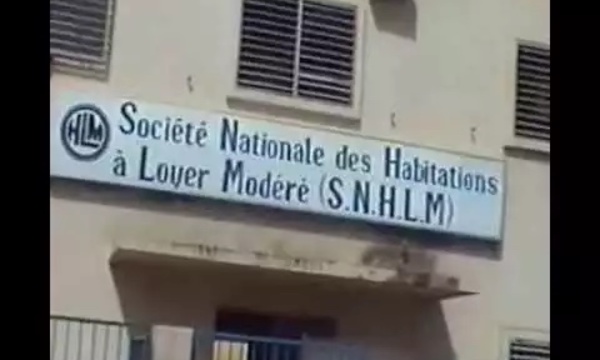 HLM
Société Nationale des Habitations
à Loyer Modéré (S.N.H.L.M)